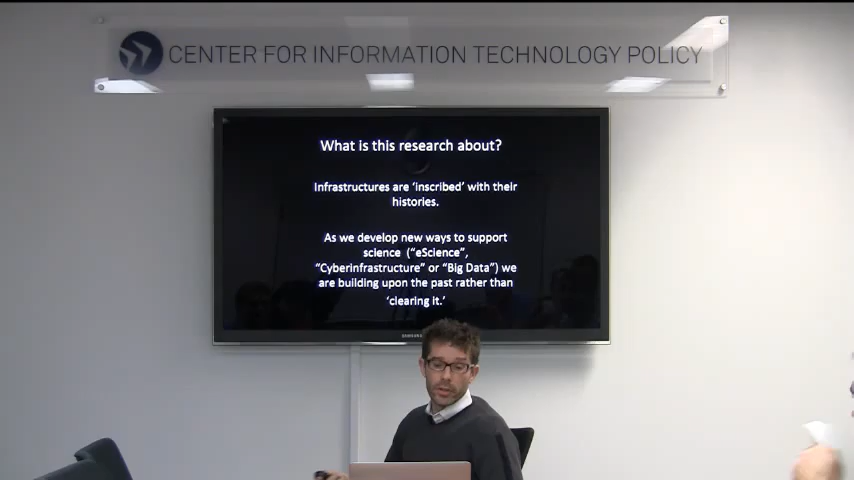 CENTER FOR INFORMATION TECHNOLOGY POLICY
What is this research about?
Infrastructures are ‘inscribed’ with their
histories.
As we develop new ways to support
science (“eScience”,
“Cyberinfrastructure” or “Big Data”) we
are building upon the past rather than
‘clearing it.’
SAMSUNG